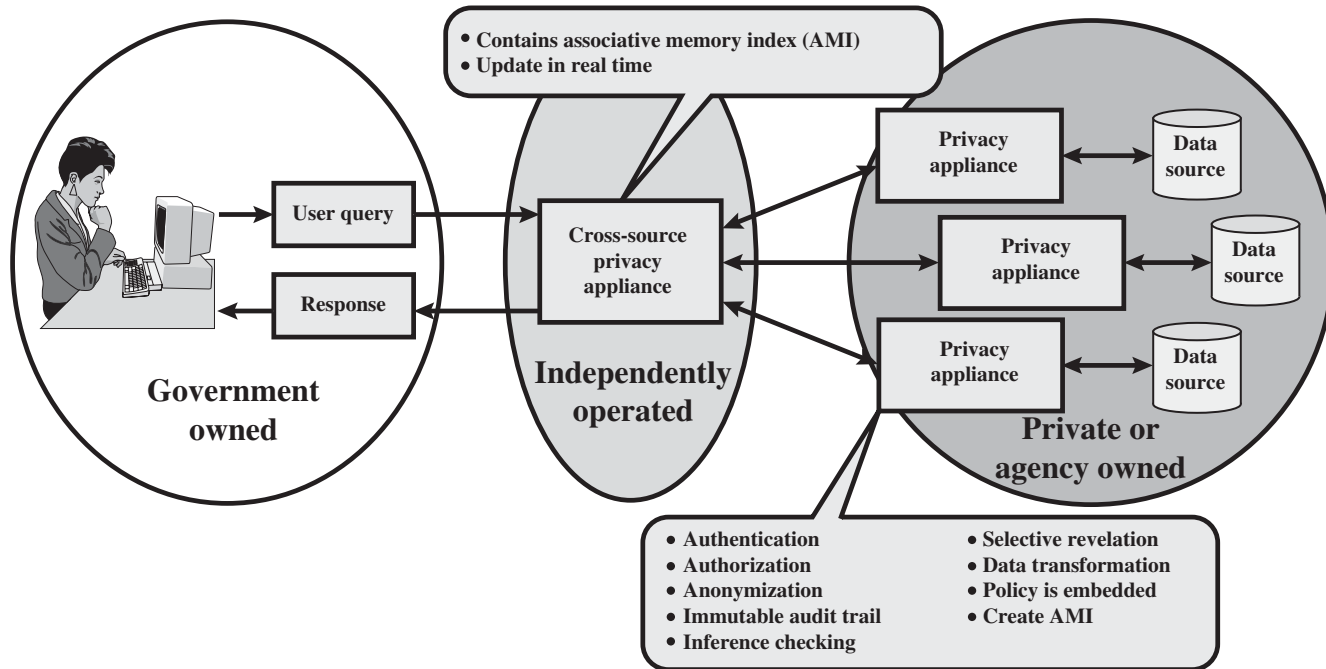 • Contains associative memory index (AMI)
• Update in real time
User query
Response
Government
owned
Cross-source
privacy
appliance
Independently
operated
Privacy
appliance
Data
source
Privacy
appliance
Data
source
Privacy
appliance
Data
source
Private or
agency owned
• Authentication
• Authorization
• Anonymization
• Immutable audit trail
• Inference checking
• Selective revelation
• Data transformation
• Policy is embedded
• Create AMI